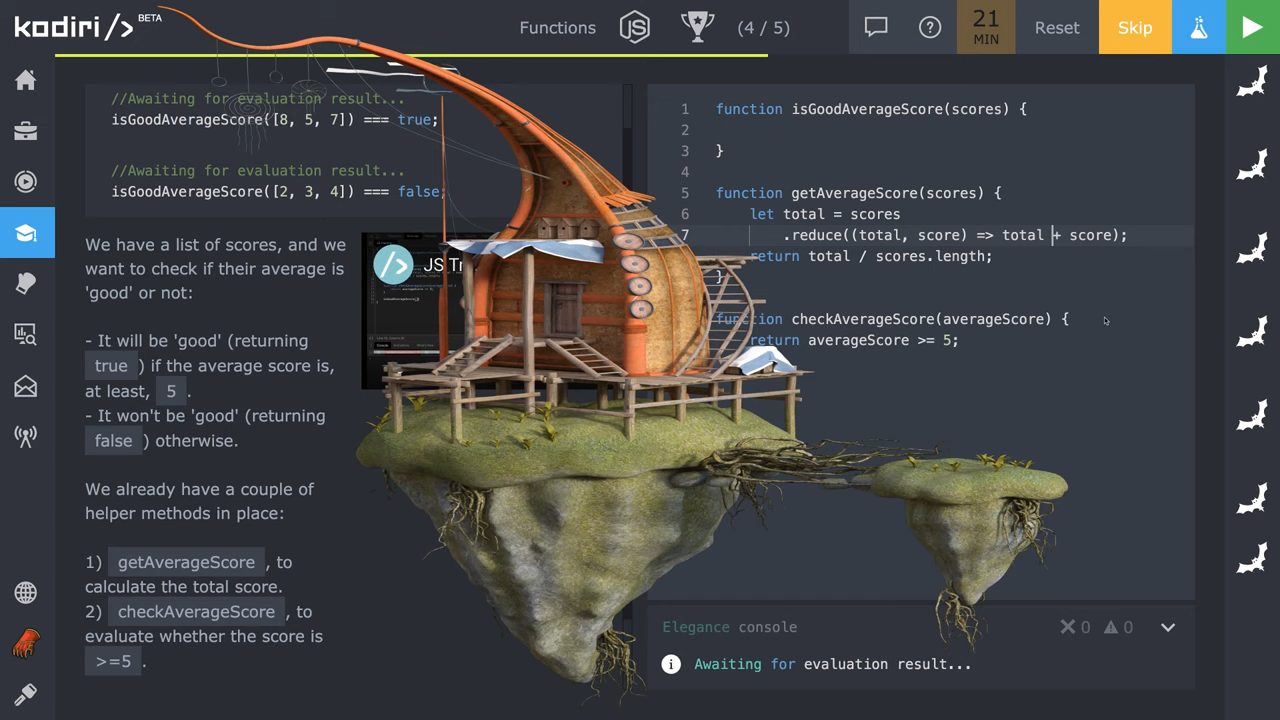 kodiri /> BETA
Functions
JS
(4 / 5)
21
MIN
Reset
Skip
//Awaiting for evaluation result...
isGoodAverageScore([8, 5, 7]) === true;
//Awaiting for evaluation result...
isGoodAverageScore([2, 3, 4]) === false;
We have a list of scores, and we
want to check if their average is
'good' or not:
- It will be 'good' (returning
true ) if the average score is,
at least, 5 .
- It won't be 'good' (returning
false ) otherwise.
We already have a couple of
helper methods in place:
1) getAverageScore , to
calculate the total score.
2) checkAverageScore , to
evaluate whether the score is
>=5 .
/> JS Tr
1 function isGoodAverageScore(scores) {
2
3 }
4
5 function getAverageScore(scores) {
6 let total = scores
7 .reduce((total, score) => total + score);
return total / scores.length;
}
function checkAverageScore(averageScore) {
return averageScore >= 5;
Elegance console
0 0
Awaiting for evaluation result...